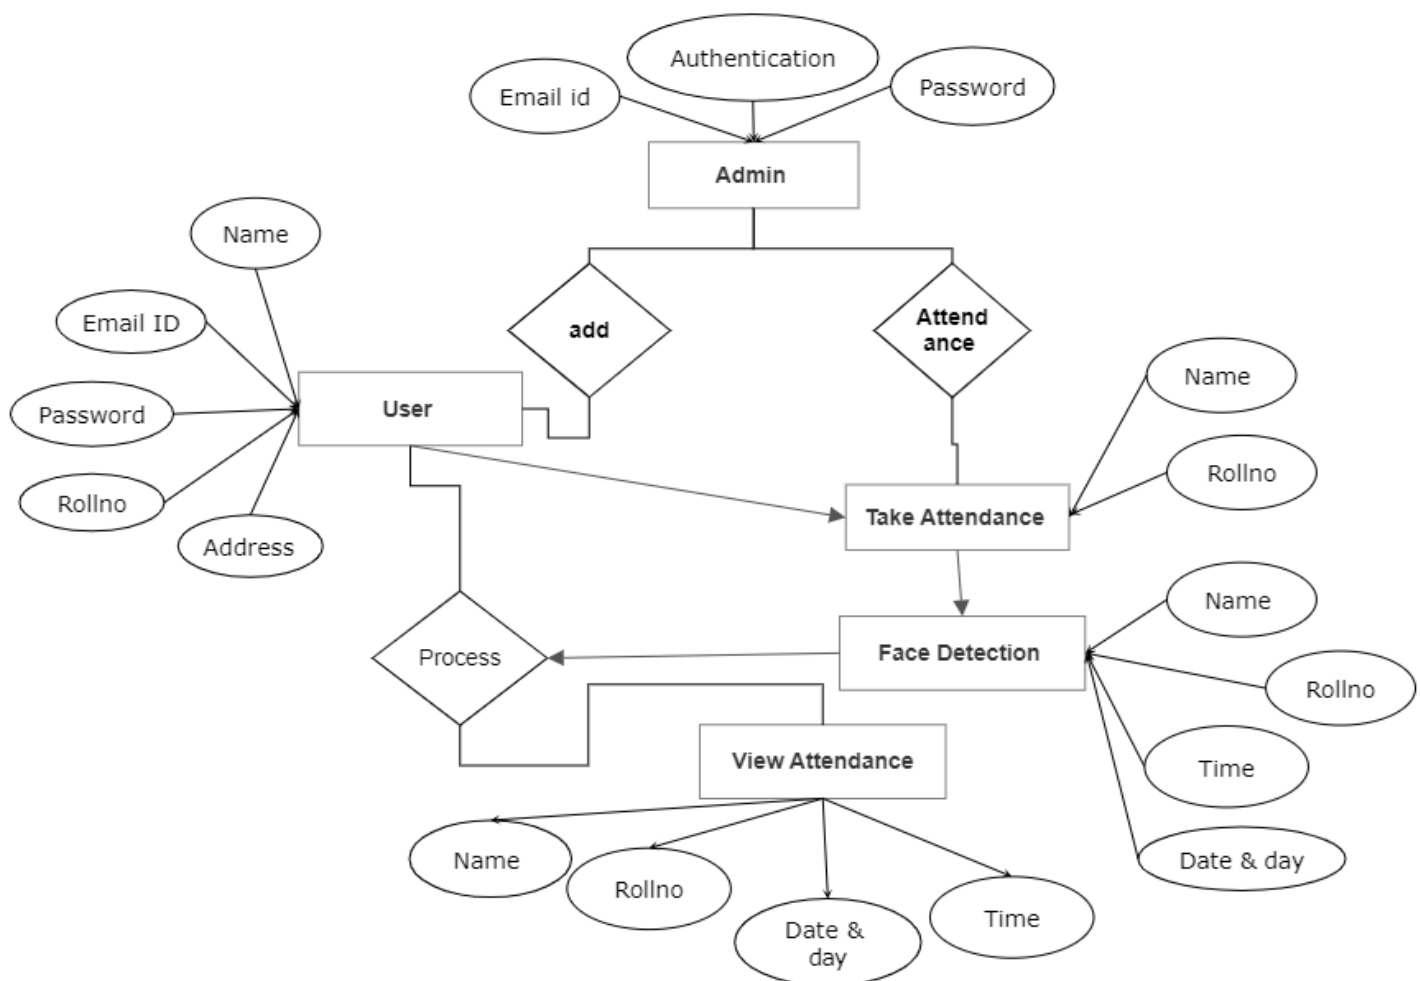 Authentication
Email id
Password
Admin
Name
Email ID
add
Attend
ance
Name
User
Password
Rollno
Rollno
Take Attendance
Address
Name
Process
Face Detection
Rollno
View Attendance
Time
Name
Rollno
Date & day
Date &
day
Time